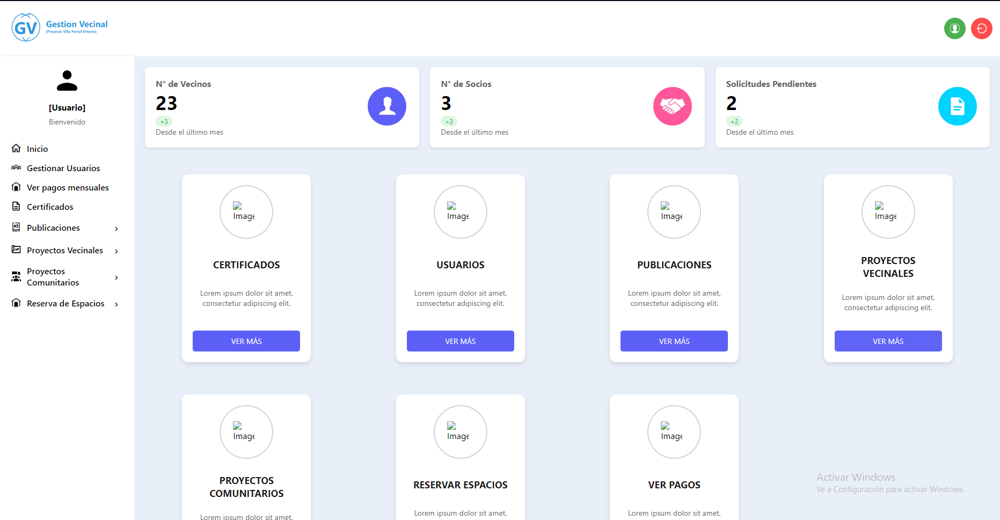 GV
Gestion Vecinal
[Proyecto Villa Portal Oriente]
[Usuario]
Bienvenido
Inicio
Gestionar Usuarios
Ver pagos mensuales
Certificados
Publicaciones
Proyectos Vecinales
Proyectos
Comunitarios
Reserva de Espacios
N° de Vecinos
23
+3
Desde el último mes
N° de Socios
3
+3
Desde el último mes
Solicitudes Pendientes
2
+2
Desde el último mes
Image
CERTIFICADOS
Lorem ipsum dolor sit amet,
consectetur adipiscing elit.
VER MÁS
Image
USUARIOS
Lorem ipsum dolor sit amet,
consectetur adipiscing elit.
VER MÁS
Image
PUBLICACIONES
Lorem ipsum dolor sit amet,
consectetur adipiscing elit.
VER MÁS
Image
PROYECTOS
VECINALES
Lorem ipsum dolor sit amet,
consectetur adipiscing elit.
VER MÁS
Image
PROYECTOS
COMUNITARIOS
Lorem ipsum dolor sit amet,
Image
RESERVAR ESPACIOS
Lorem ipsum dolor sit amet,
Image
VER PAGOS
Lorem ipsum dolor sit amet,
Activar Windows
Ve a Configuración para activar Windows.